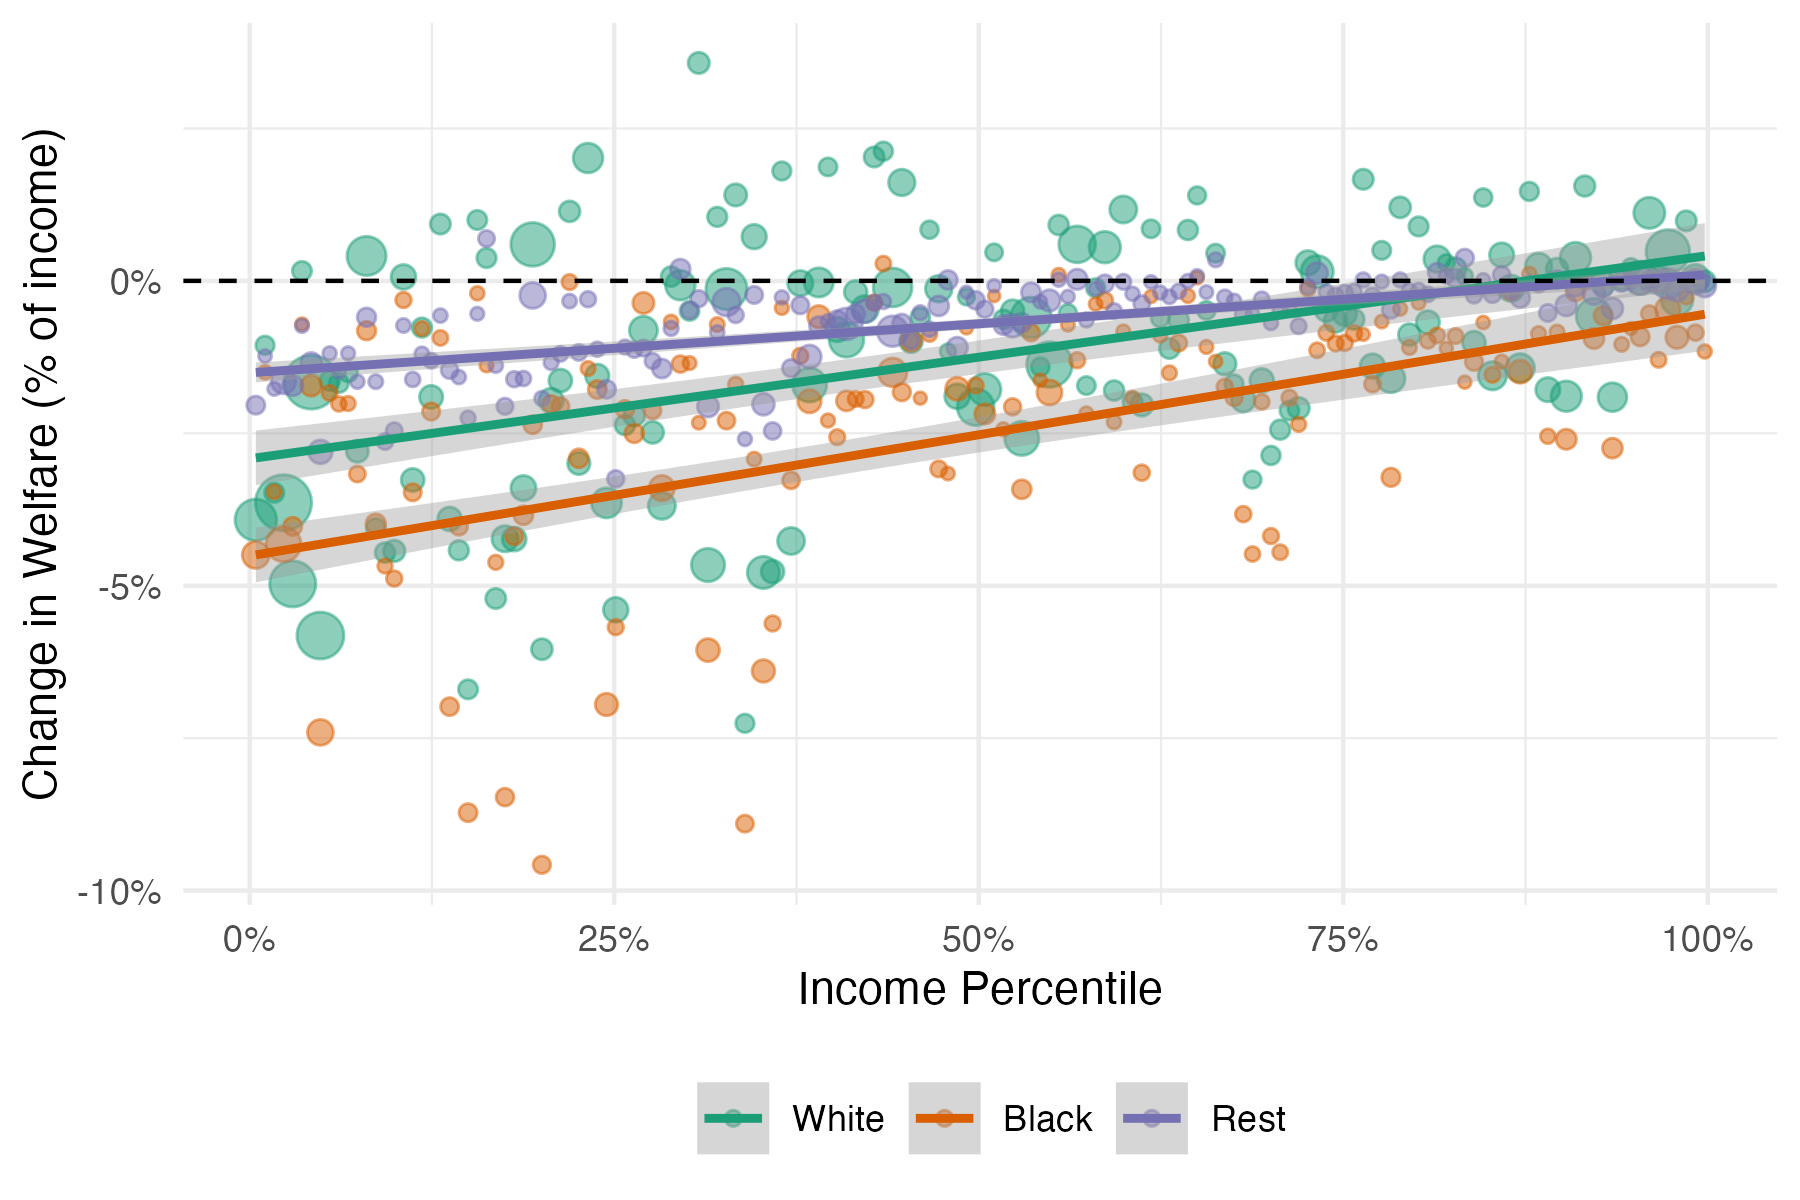 Change in Welfare (% of income)
0%
-5%
-10%
0% 25% 50% 75% 100%
Income Percentile
White Black Rest